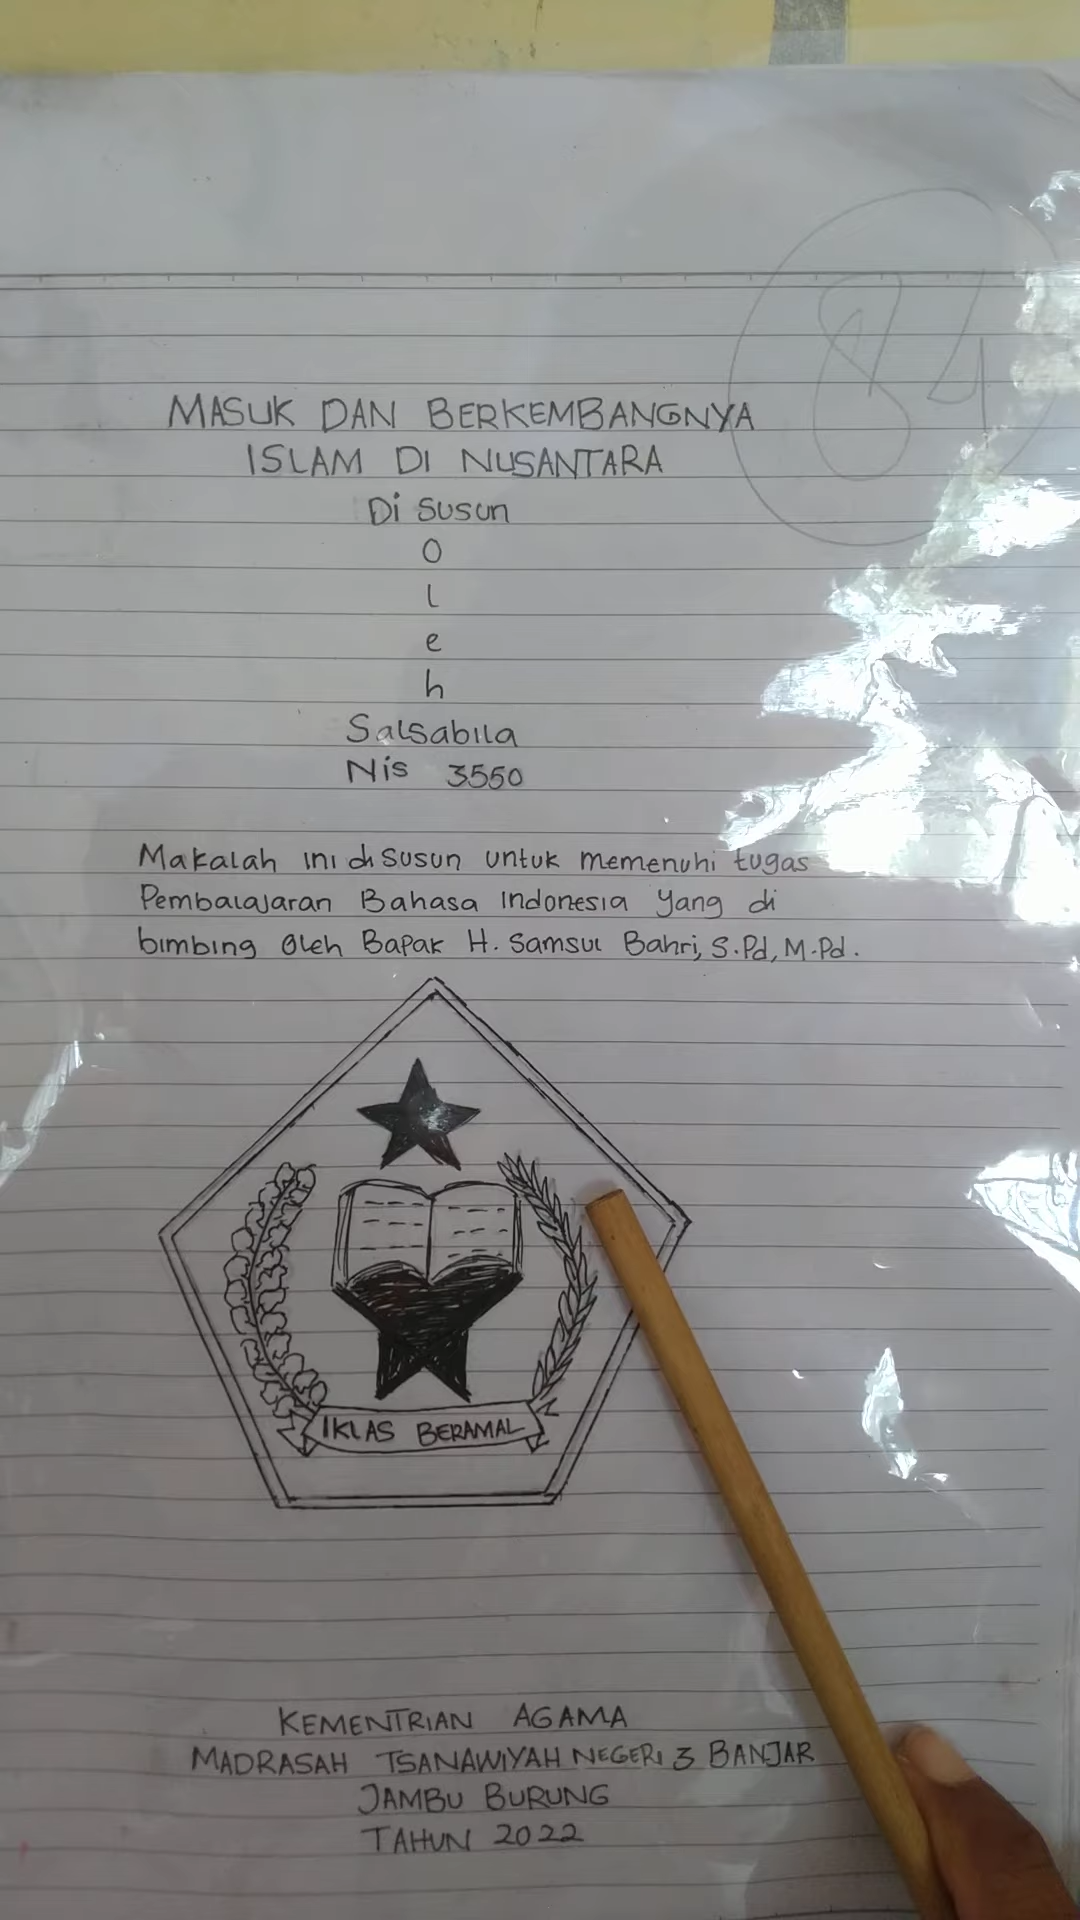 84
MASUK DAN BERKEMBANGNYA
ISLAM DI NUSANTARA
Di susun
O
l
e
h
Salsabila
Nis 3550
Makalah ini di susun untuk memenuhi tugas
Pembalajaran Bahasa Indonesia yang di
bimbing oleh Bapak H. Samsul Bahri, S.Pd, M.Pd.
IKLAS BERAMAL
KEMENTRIAN AGAMA
MADRASAH TSANAWIYAH NEGERI 3 BANJAR
JAMBU BURUNG
TAHUN 2022